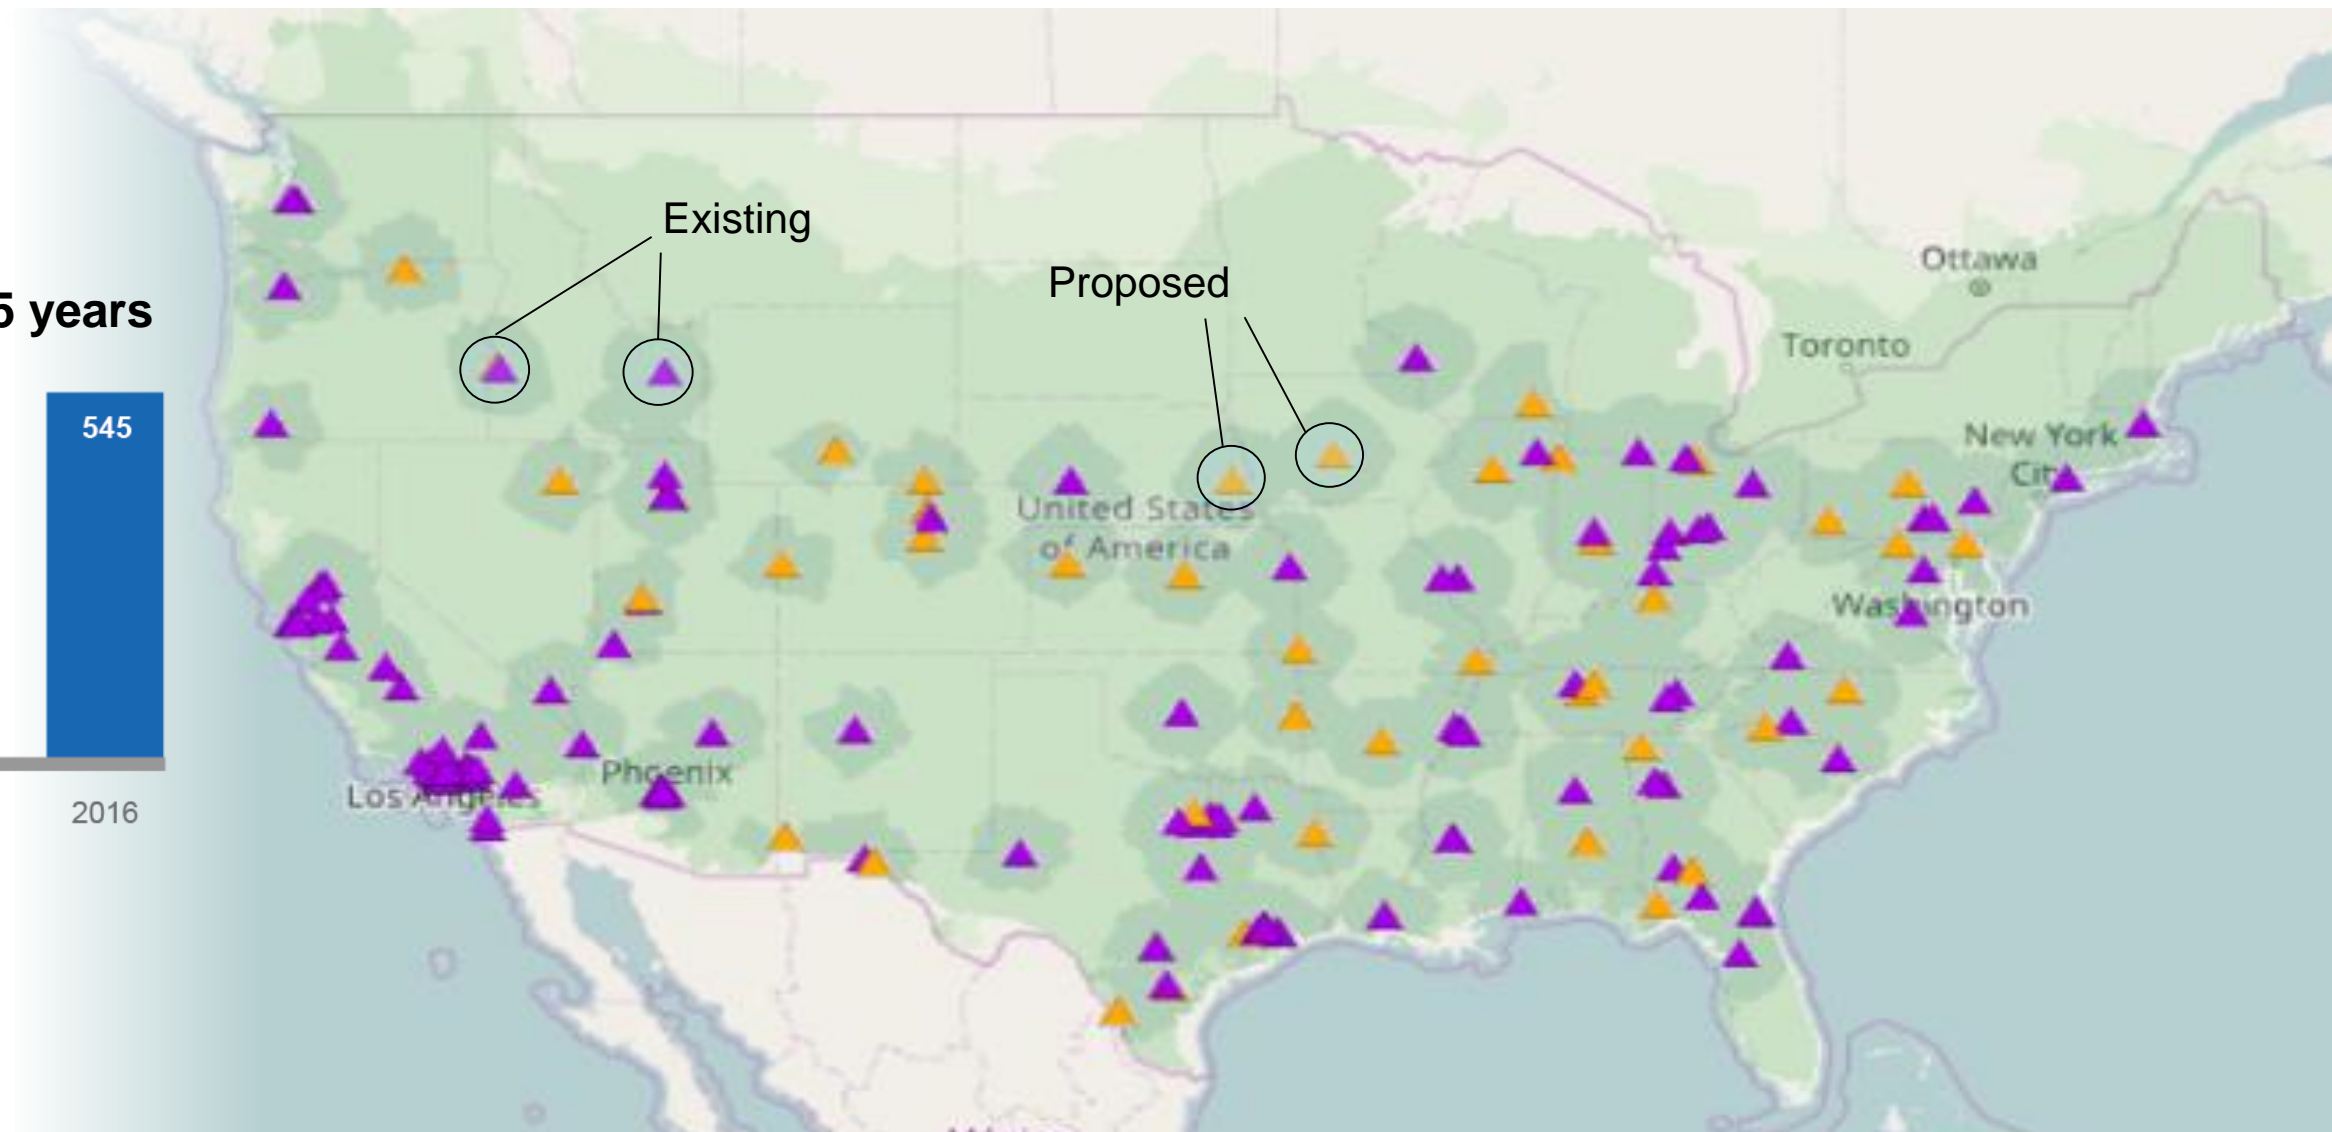 5 years
545
2016
Existing
Proposed
Ottawa
Toronto
New York
City
United States
of America
Washington
Phoenix
Los Angeles